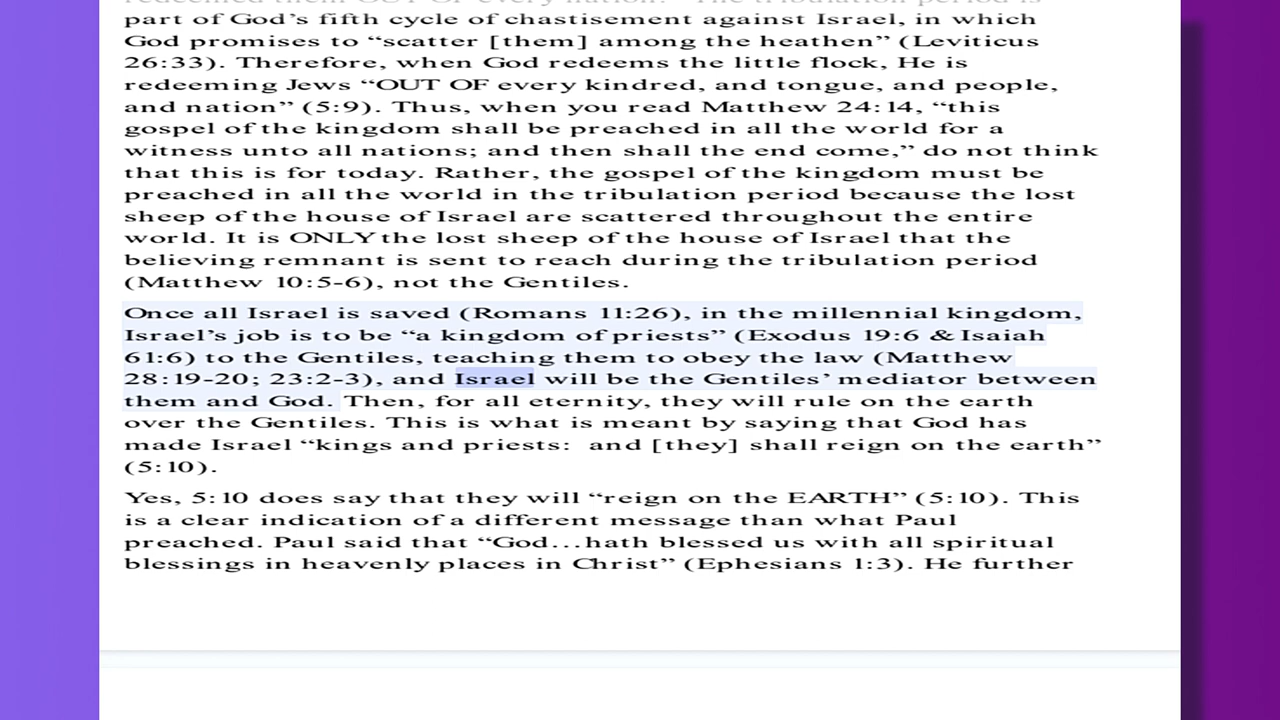 redeemed them OUT OF every nation. The tribulation period is
part of God’s fifth cycle of chastisement against Israel, in which
God promises to “scatter [them] among the heathen” (Leviticus
26:33). Therefore, when God redeems the little flock, He is
redeeming Jews “OUT OF every kindred, and tongue, and people,
and nation” (5:9). Thus, when you read Matthew 24:14, “this
gospel of the kingdom shall be preached in all the world for a
witness unto all nations; and then shall the end come,” do not think
that this is for today. Rather, the gospel of the kingdom must be
preached in all the world in the tribulation period because the lost
sheep of the house of Israel are scattered throughout the entire
world. It is ONLY the lost sheep of the house of Israel that the
believing remnant is sent to reach during the tribulation period
(Matthew 10:5-6), not the Gentiles.
Once all Israel is saved (Romans 11:26), in the millennial kingdom,
Israel’s job is to be “a kingdom of priests” (Exodus 19:6 & Isaiah
61:6) to the Gentiles, teaching them to obey the law (Matthew
28:19-20; 23:2-3), and Israel will be the Gentiles’ mediator between
them and God. Then, for all eternity, they will rule on the earth
over the Gentiles. This is what is meant by saying that God has
made Israel “kings and priests: and [they] shall reign on the earth”
(5:10).
Yes, 5:10 does say that they will “reign on the EARTH” (5:10). This
is a clear indication of a different message than what Paul
preached. Paul said that “God…hath blessed us with all spiritual
blessings in heavenly places in Christ” (Ephesians 1:3). He further